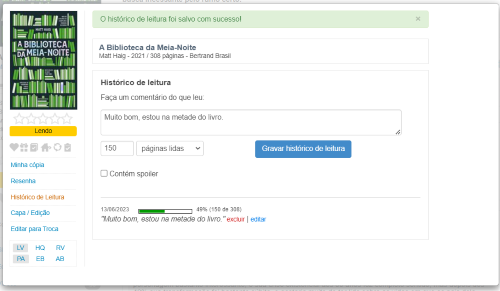 O histórico de leitura foi salvo com sucesso!
×
A BIBLIOTECA
DA MEIA-NOITE
Lendo
Minha cópia
Resenha
Histórico de Leitura
Capa / Edição
Editar para Troca
LV HQ RV
PA EB AB
A Biblioteca da Meia-Noite
Matt Haig - 2021 / 308 páginas - Bertrand Brasil
Histórico de leitura
Faça um comentário do que leu:
Muito bom, estou na metade do livro.
150 páginas lidas Gravar histórico de leitura
Contém spoiler
13/06/2023 49% (150 de 308)
"Muito bom, estou na metade do livro." excluir | editar